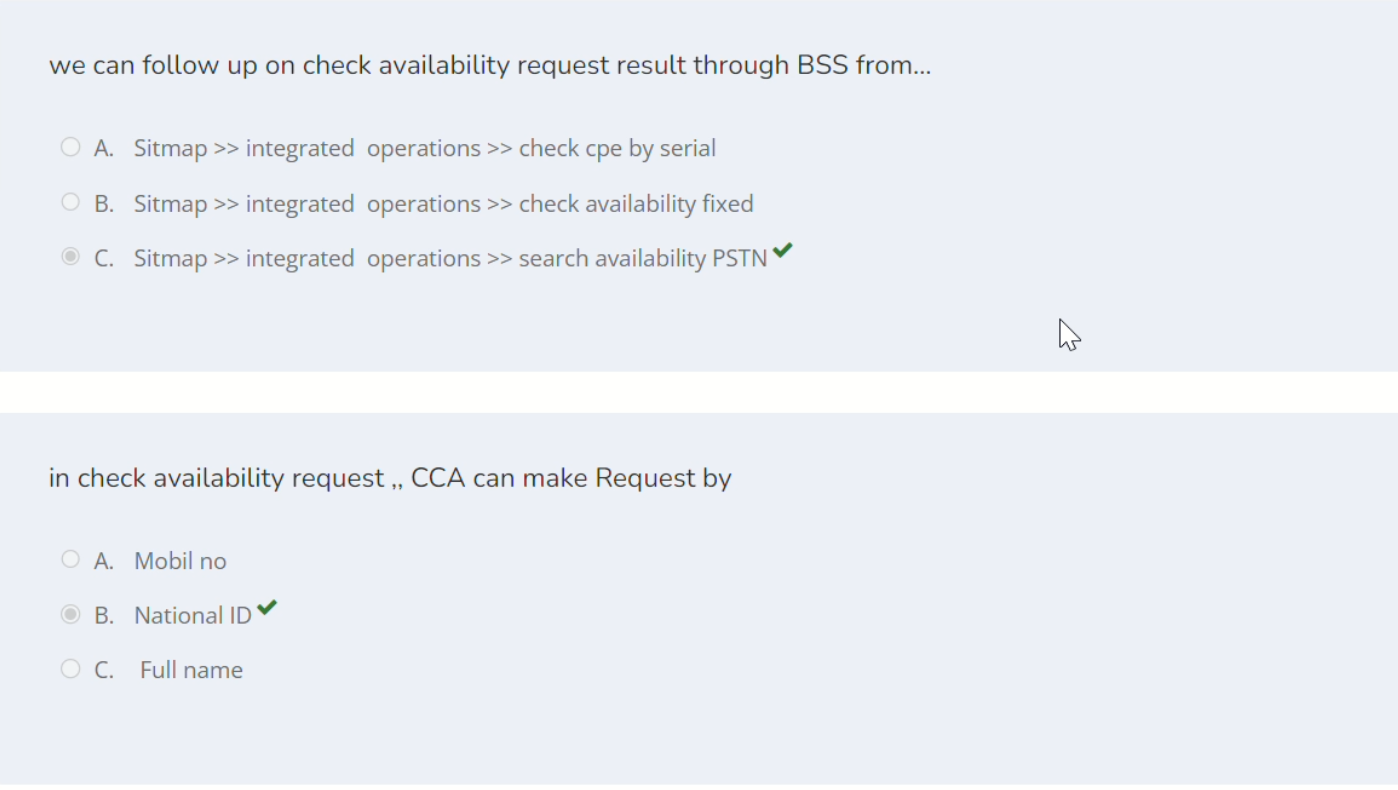 we can follow up on check availability request result through BSS from...
A. Sitmap >> integrated operations >> check cpe by serial
B. Sitmap >> integrated operations >> check availability fixed
C. Sitmap >> integrated operations >> search availability PSTN
in check availability request ,, CCA can make Request by
A. Mobil no
B. National ID
C. Full name